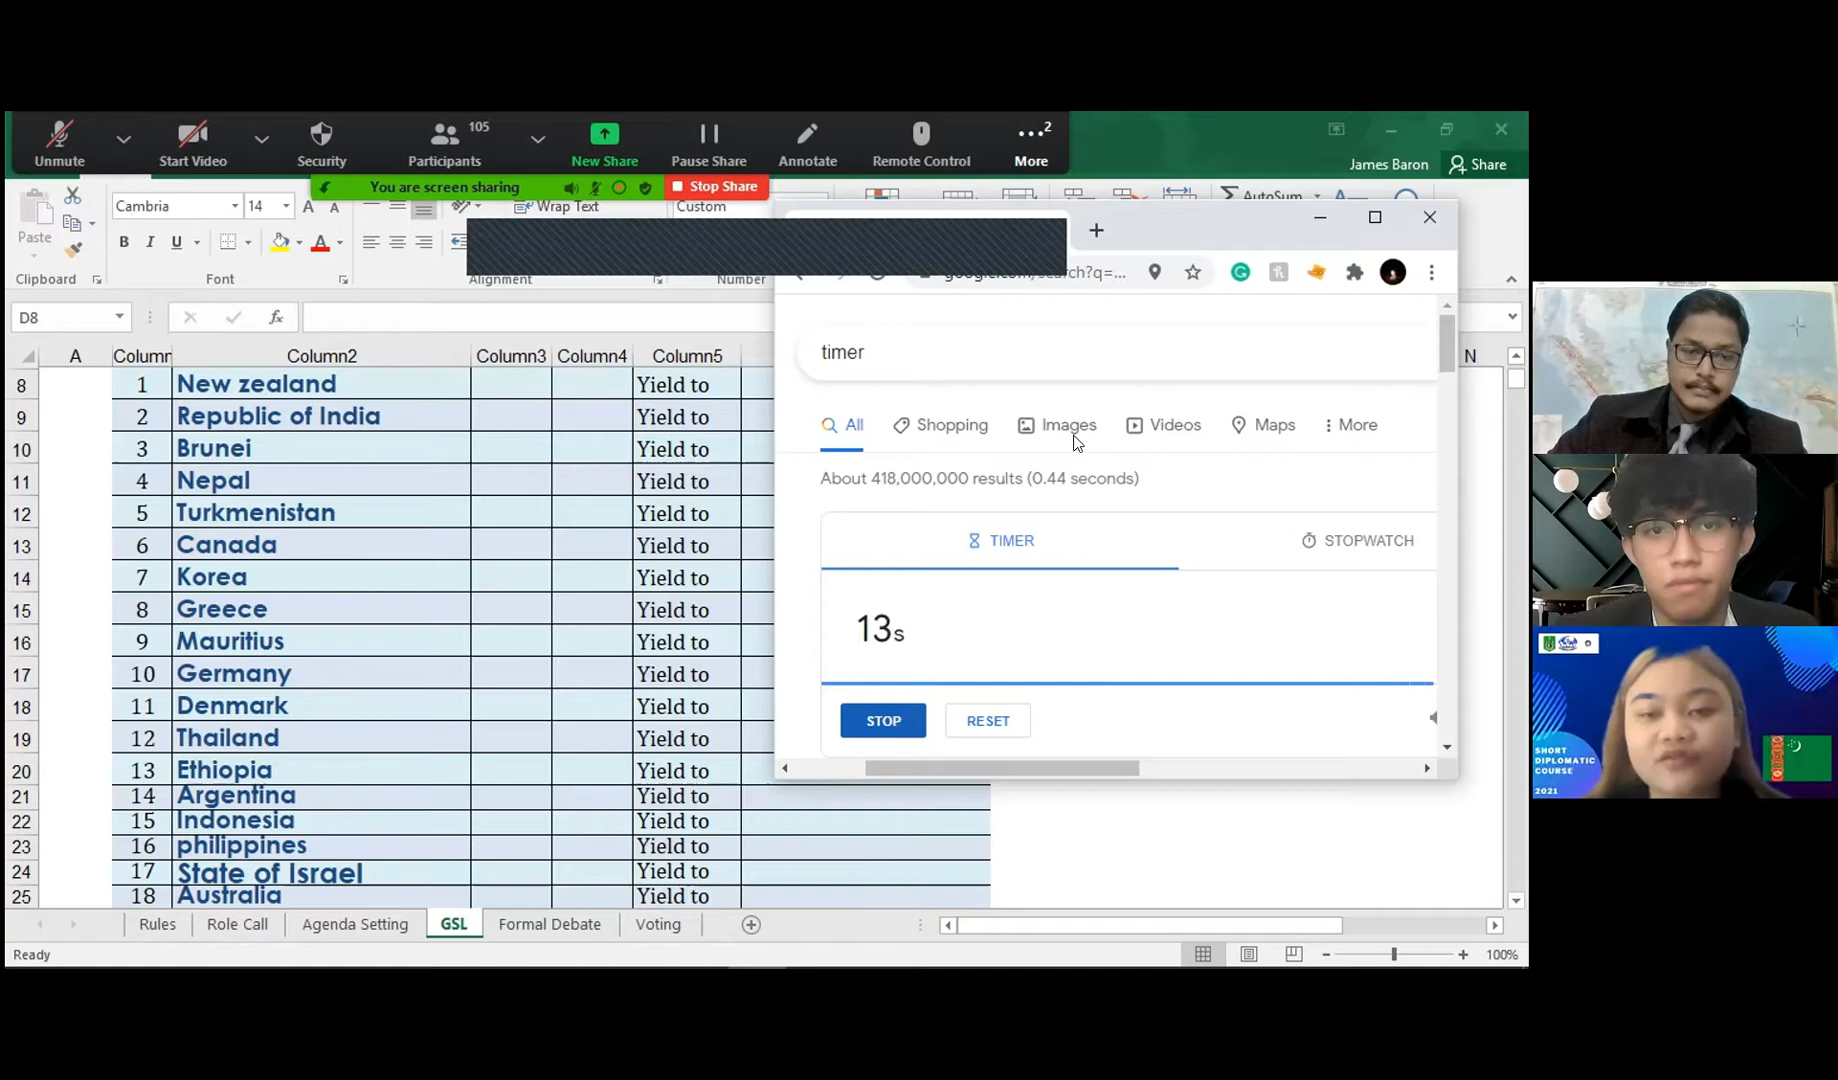 Unmute
Start Video
Security
Participants
105
New Share
Pause Share
Annotate
Remote Control
More
2
You are screen sharing
Stop Share
James Baron
Share
Paste
Cambria
14
A A
Wrap Text
Custom
AutoSum
B I U
A
Clipboard
Font
Alignment
Number
D8
fx
A Column Column2 Column3 Column4 Column5 N
8 1 New zealand Yield to
9 2 Republic of India Yield to
10 3 Brunei Yield to
11 4 Nepal Yield to
12 5 Turkmenistan Yield to
13 6 Canada Yield to
14 7 Korea Yield to
15 8 Greece Yield to
16 9 Mauritius Yield to
17 10 Germany Yield to
18 11 Denmark Yield to
19 12 Thailand Yield to
20 13 Ethiopia Yield to
21 14 Argentina Yield to
22 15 Indonesia Yield to
23 16 philippines Yield to
24 17 State of Israel Yield to
25 18 Australia Yield to
google.com/search?q=...
timer
All Shopping Images Videos Maps More
About 418,000,000 results (0.44 seconds)
TIMER STOPWATCH
13s
STOP RESET
SHORT
DIPLOMATIC
COURSE
2021
Rules Role Call Agenda Setting GSL Formal Debate Voting
Ready
100%